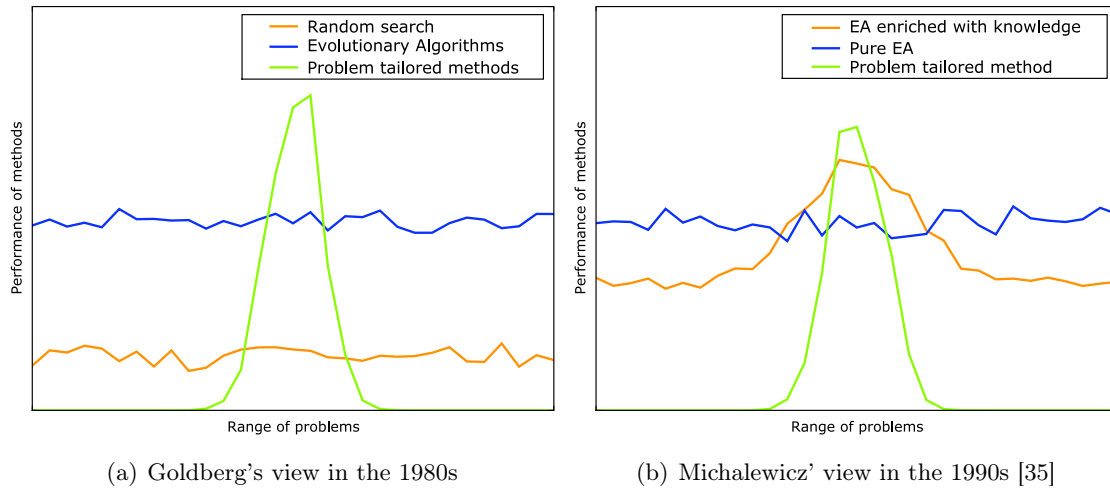 Random search
Evolutionary Algorithms
Problem tailored methods
Performance of methods
Range of problems
(a) Goldberg's view in the 1980s
EA enriched with knowledge
Pure EA
Problem tailored method
Performance of methods
Range of problems
(b) Michalewicz' view in the 1990s [35]